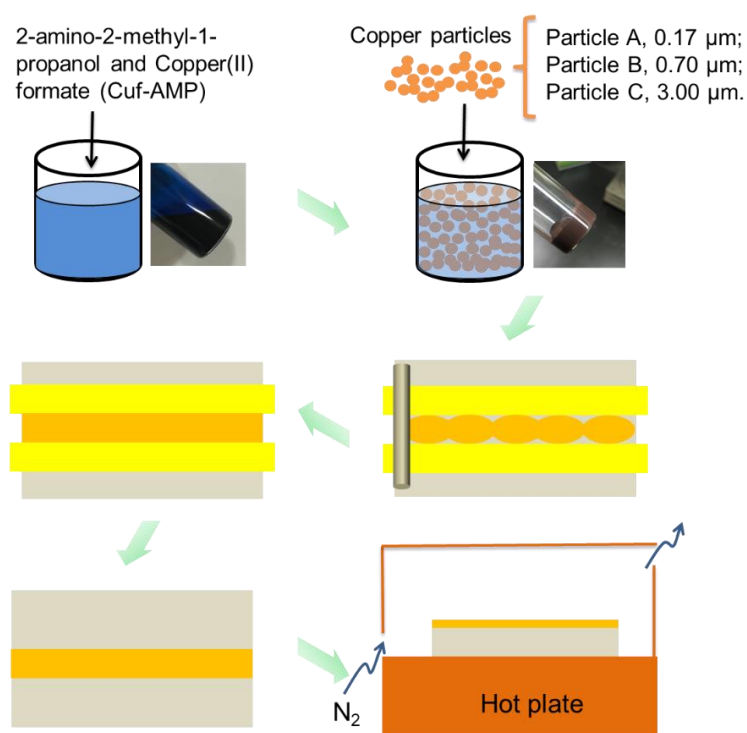 2-amino-2-methyl-1-
propanol and Copper(II)
formate (Cuf-AMP)
Copper particles
Particle A, 0.17 μm;
Particle B, 0.70 μm;
Particle C, 3.00 μm.
N₂
Hot plate